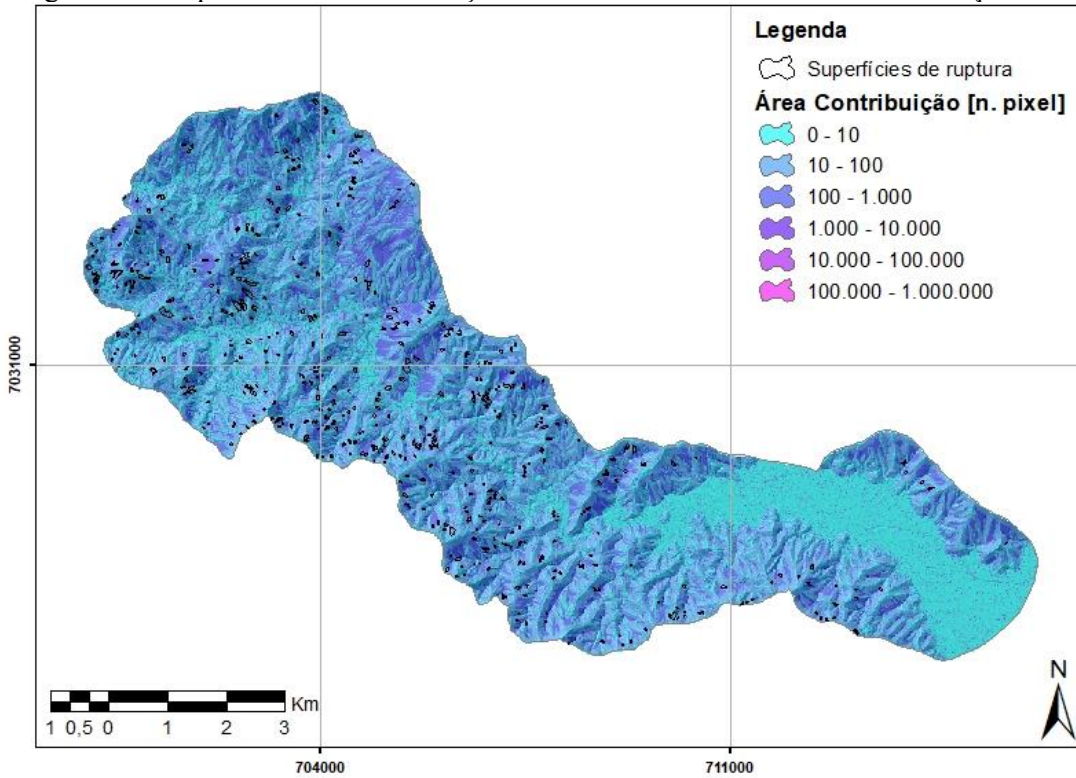 Legenda
Superfícies de ruptura
Área Contribuição [n. pixel]
0 - 10
10 - 100
100 - 1.000
1.000 - 10.000
10.000 - 100.000
100.000 - 1.000.000
7031000
N
Km
1 0,5 0 1 2 3
704000 711000